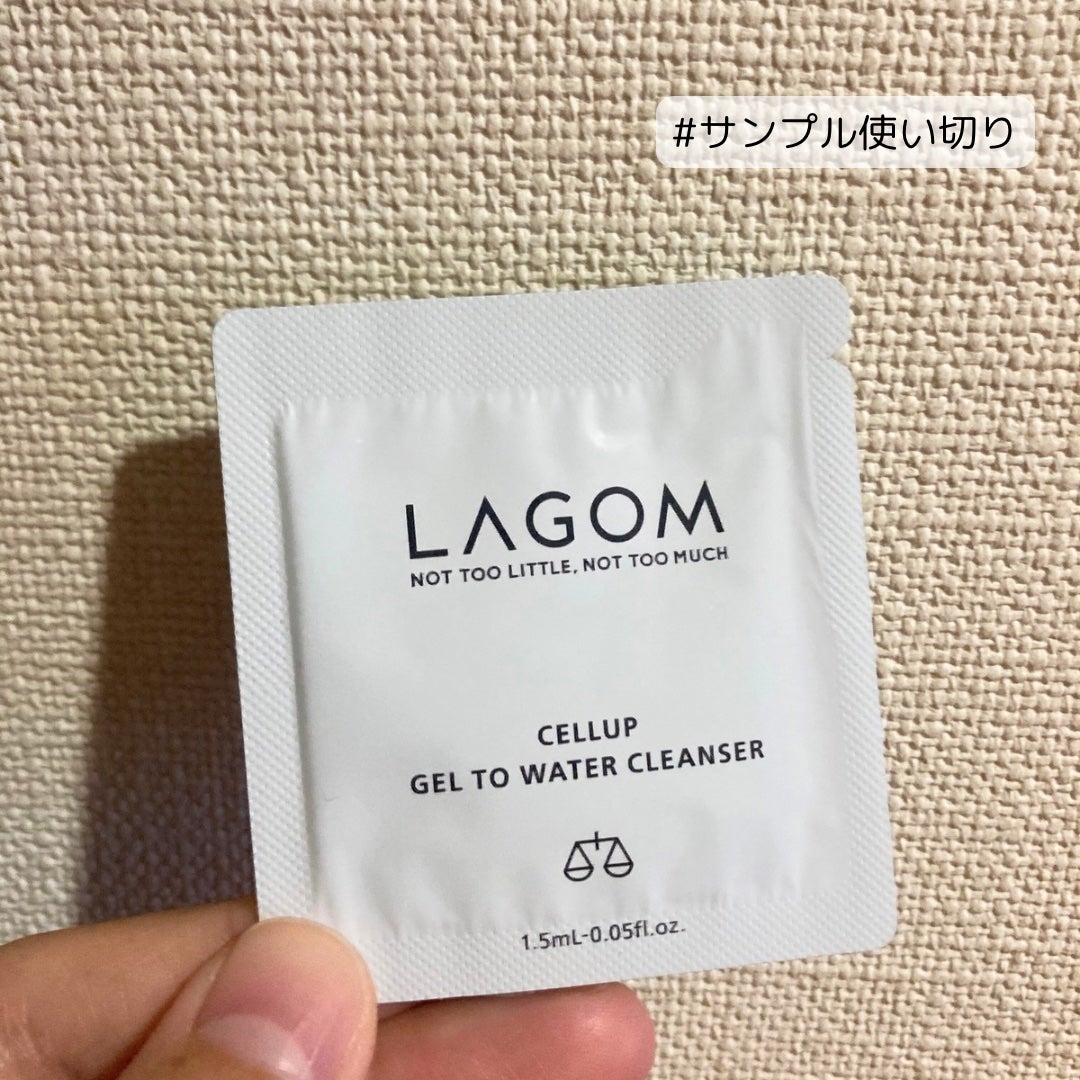 #サンプル使い切り
LAGOM
NOT TOO LITTLE, NOT TOO MUCH
CELLUP
GEL TO WATER CLEANSER
1.5mL-0.05fl.oz.